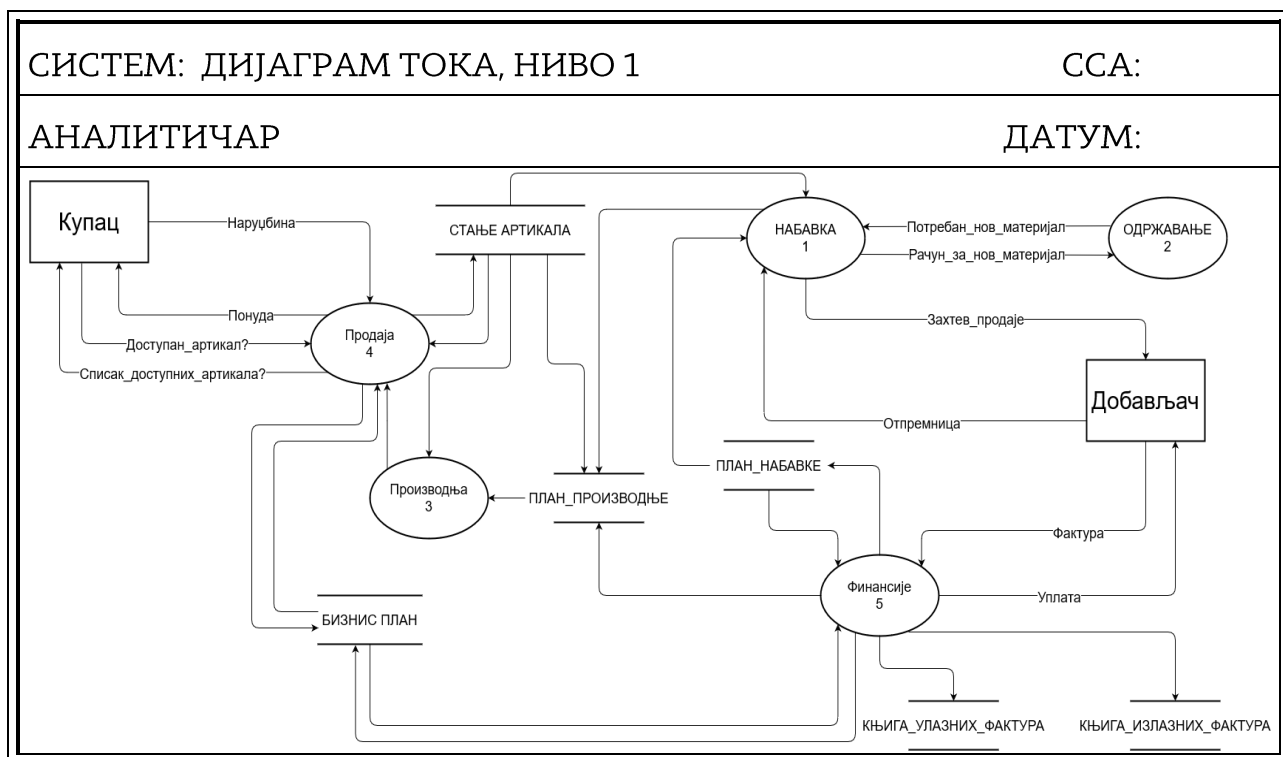 СИСТЕМ: ДИЈАГРАМ ТОКА, НИВО 1
ССА:
АНАЛИТИЧАР
ДАТУМ:
Купац
Наруџбина
СТАЊЕ АРТИКАЛА
НАБАВКА
1
Потребан_нов_материјал
Рачун_за_нов_материјал
ОДРЖАВАЊЕ
2
Понуда
Доступан_артикал?
Списак_доступних_артикала?
Продаја
4
Захтев_продаје
Добављач
Отпремница
ПЛАН_НАБАВКЕ
Производња
3
ПЛАН_ПРОИЗВОДЊЕ
Фактура
Финансије
5
Уплата
БИЗНИС ПЛАН
КЊИГА_УЛАЗНИХ_ФАКТУРА
КЊИГА_ИЗЛАЗНИХ_ФАКТУРА